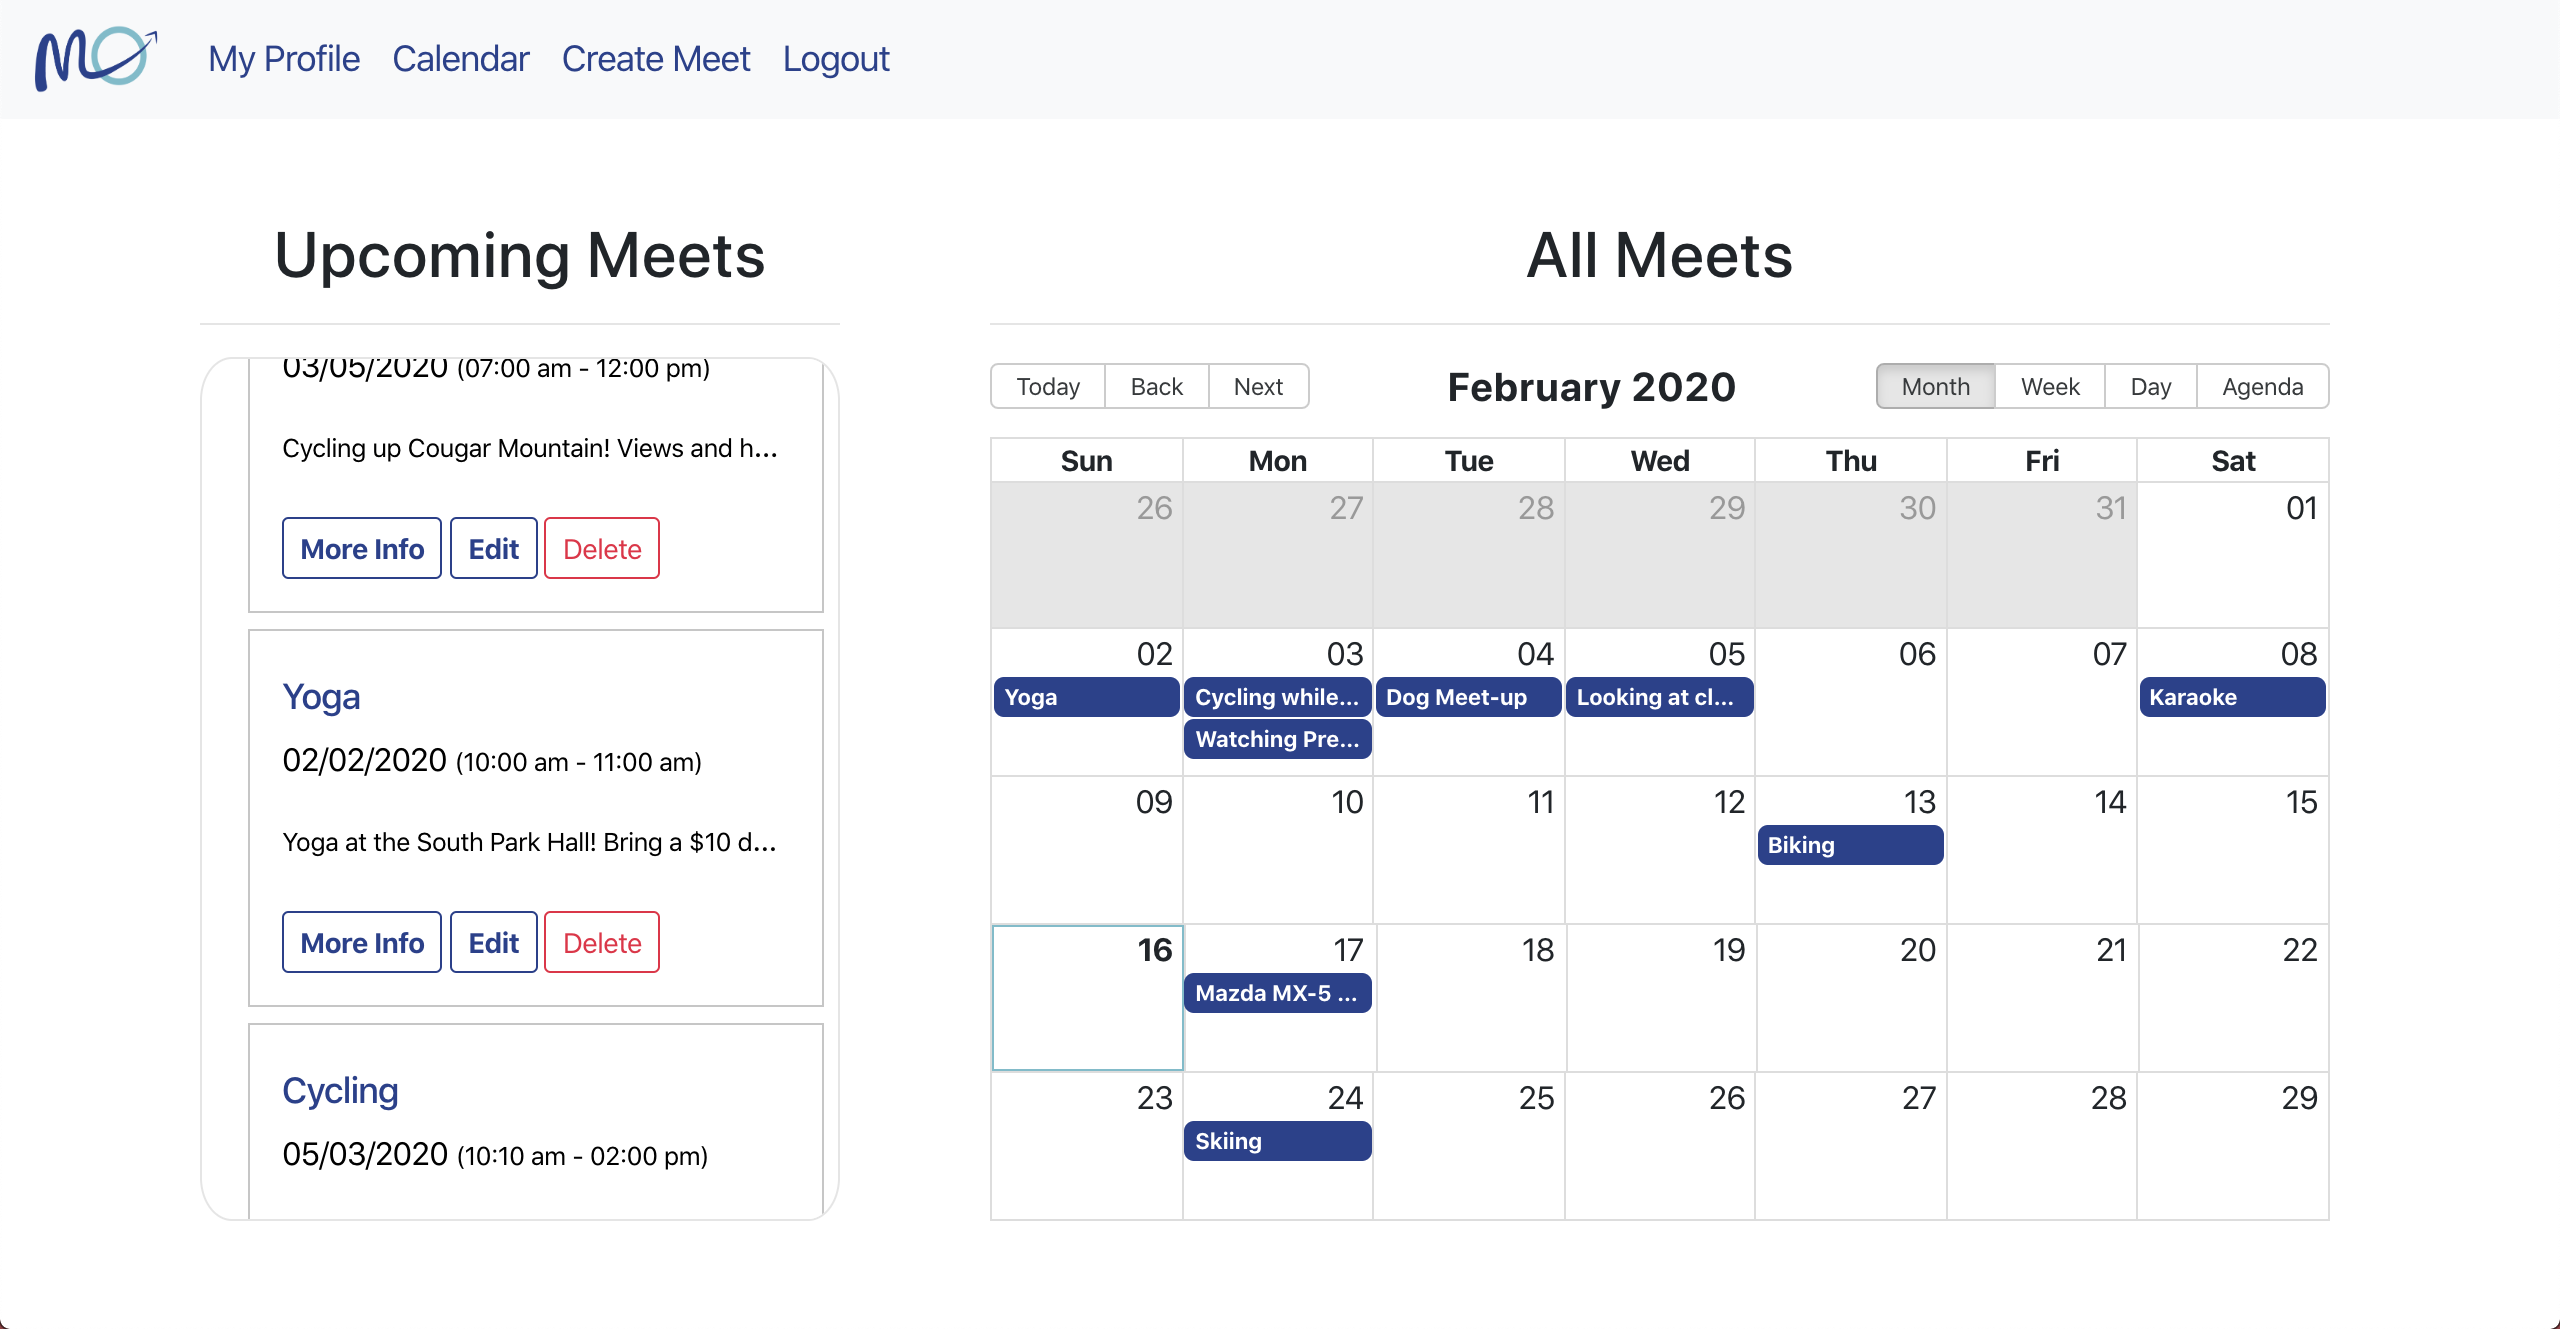 MO
My Profile Calendar Create Meet Logout
Upcoming Meets
03/05/2020 (07:00 am - 12:00 pm)
Cycling up Cougar Mountain! Views and h...
More Info Edit Delete
Yoga
02/02/2020 (10:00 am - 11:00 am)
Yoga at the South Park Hall! Bring a $10 d...
More Info Edit Delete
Cycling
05/03/2020 (10:10 am - 02:00 pm)
All Meets
Today Back Next February 2020 Month Week Day Agenda
Sun Mon Tue Wed Thu Fri Sat
26 27 28 29 30 31 01
02 03 04 05 06 07 08
Yoga Cycling while... Dog Meet-up Looking at cl... Karaoke
Watching Pre...
09 10 11 12 13 14 15
Biking
16 17 18 19 20 21 22
Mazda MX-5 ...
23 24 25 26 27 28 29
Skiing